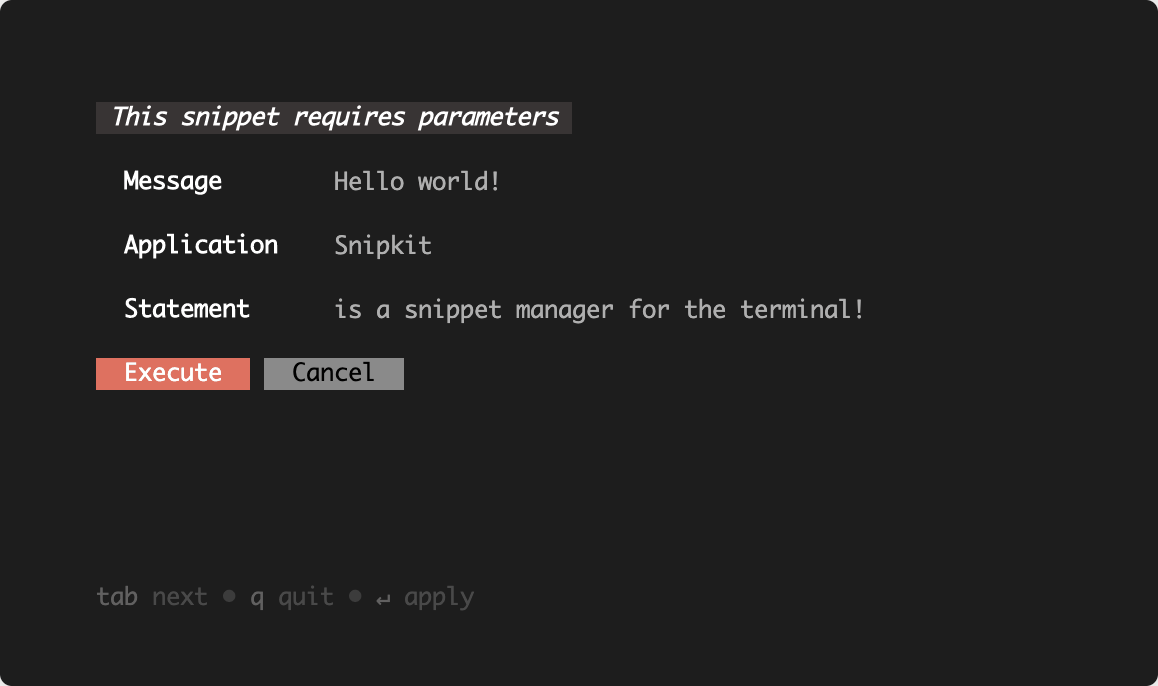 This snippet requires parameters
Message Hello world!
Application Snipkit
Statement is a snippet manager for the terminal!
Execute Cancel
tab next • q quit • ↵ apply